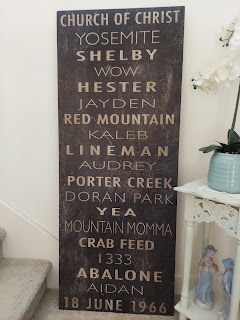 CHURCH OF CHRIST
YOSEMITE
SHELBY
WOW
HESTER
JAYDEN
RED MOUNTAIN
KALEB
LINEMAN
AUDREY
PORTER CREEK
DORAN PARK
YEA
MOUNTAIN MOMMA
CRAB FEED
1333
ABALONE
AIDAN
18 JUNE 1966